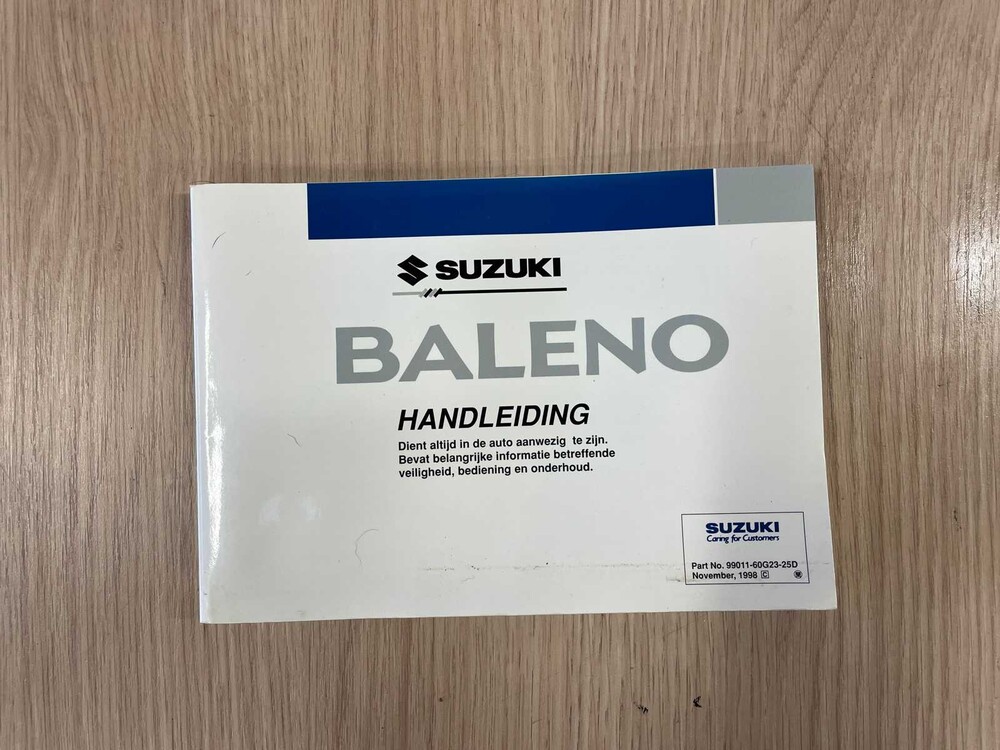 SUZUKI
BALENO
HANDLEIDING
Dient altijd in de auto aanwezig te zijn.
Bevat belangrijke informatie betreffende
veiligheid, bediening en onderhoud.
SUZUKI
Caring for Customers
Part No. 99011-60G23-25D
November, 1998 C